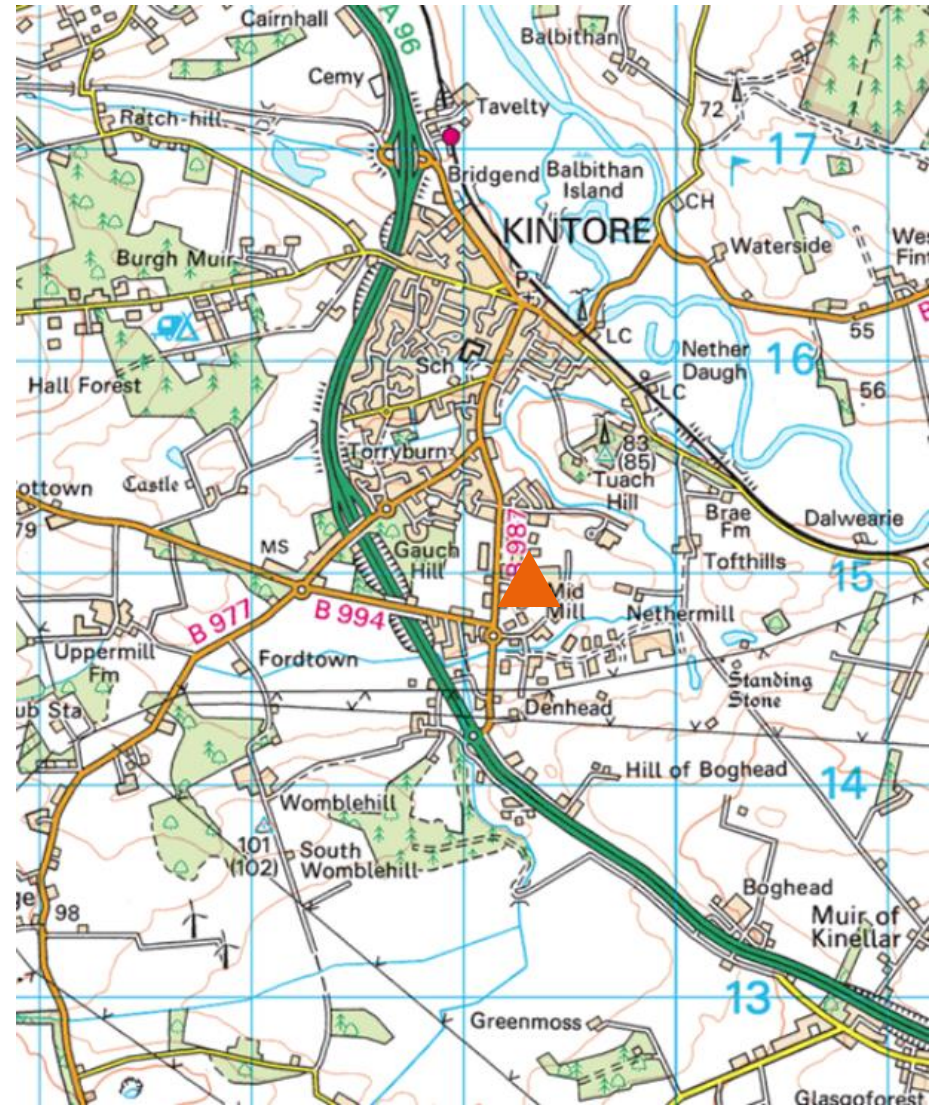 Cairnhall
A 96
Balbithan
Cemy
Tavelty
72
Ratch-hill
17
Bridgend
Balbithan
Island
CH
KINTORE
Burgh Muir
Waterside
P
LC
55
Sch
16
Nether
Daugh
LC
Hall Forest
56
83
(85)
Torryburn
Tuach
Hill
Castle
ottown
79
Brae
Fm
Dalwearie
MS
Gauch
Hill
Tofthills
15
Mid
Mill
B 977
B 994
Nethermill
Uppermill
Fm
Fordtown
Standing
Stone
ub Sta
Denhead
Hill of Boghead
14
Womblehill
101
(102)
South
Womblehill
98
Boghead
Muir of
Kinellar
13
Greenmoss
Glasgoforest